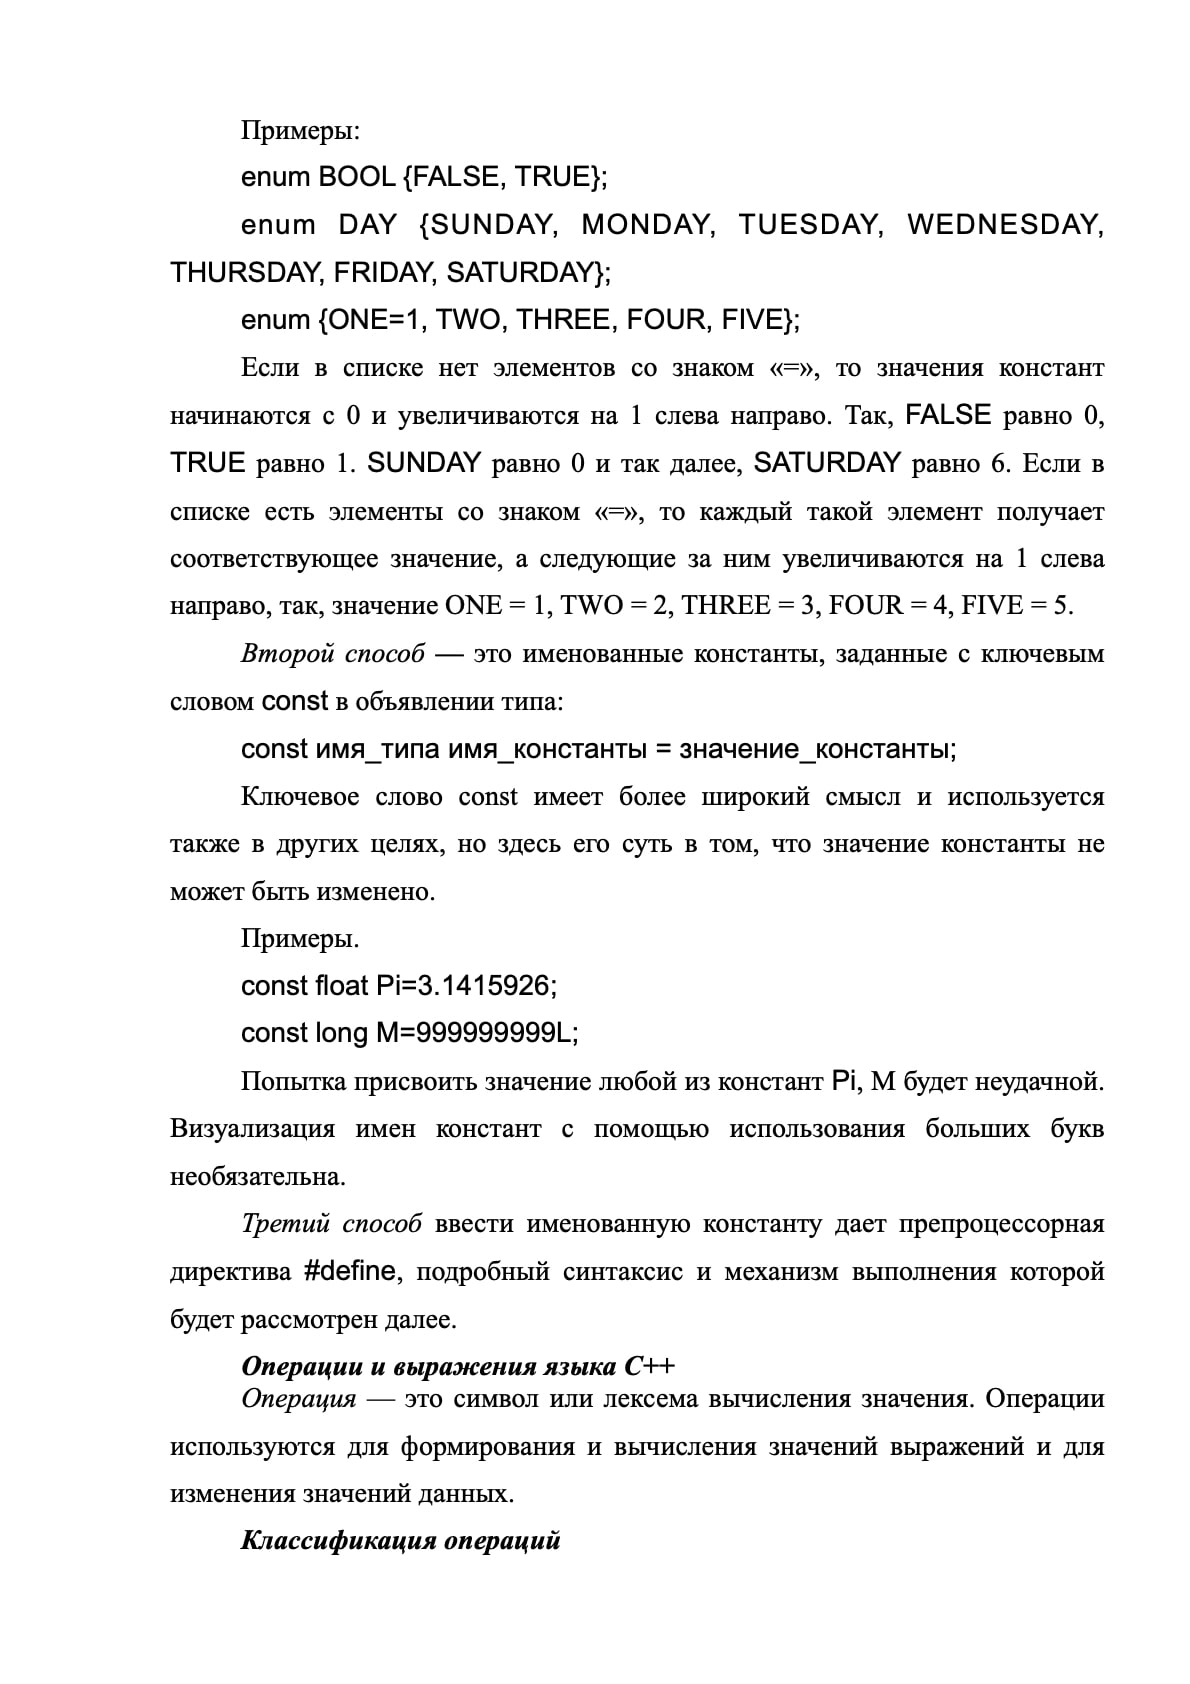 Примеры:
enum BOOL {FALSE, TRUE};
enum DAY {SUNDAY, MONDAY, TUESDAY, WEDNESDAY,
THURSDAY, FRIDAY, SATURDAY};
enum {ONE=1, TWO, THREE, FOUR, FIVE};
Если в списке нет элементов со знаком «=», то значения констант
начинаются с 0 и увеличиваются на 1 слева направо. Так, FALSE равно 0,
TRUE равно 1. SUNDAY равно 0 и так далее, SATURDAY равно 6. Если в
списке есть элементы со знаком «=», то каждый такой элемент получает
соответствующее значение, а следующие за ним увеличиваются на 1 слева
направо, так, значение ONE = 1, TWO = 2, THREE = 3, FOUR = 4, FIVE = 5.
Второй способ — это именованные константы, заданные с ключевым
словом const в объявлении типа:
const имя_типа имя_константы = значение_константы;
Ключевое слово const имеет более широкий смысл и используется
также в других целях, но здесь его суть в том, что значение константы не
может быть изменено.
Примеры.
const float Pi=3.1415926;
const long M=999999999L;
Попытка присвоить значение любой из констант Pi, M будет неудачной.
Визуализация имен констант с помощью использования больших букв
необязательна.
Третий способ ввести именованную константу дает препроцессорная
директива #define, подробный синтаксис и механизм выполнения которой
будет рассмотрен далее.
Операции и выражения языка С++
Операция — это символ или лексема вычисления значения. Операции
используются для формирования и вычисления значений выражений и для
изменения значений данных.
Классификация операций